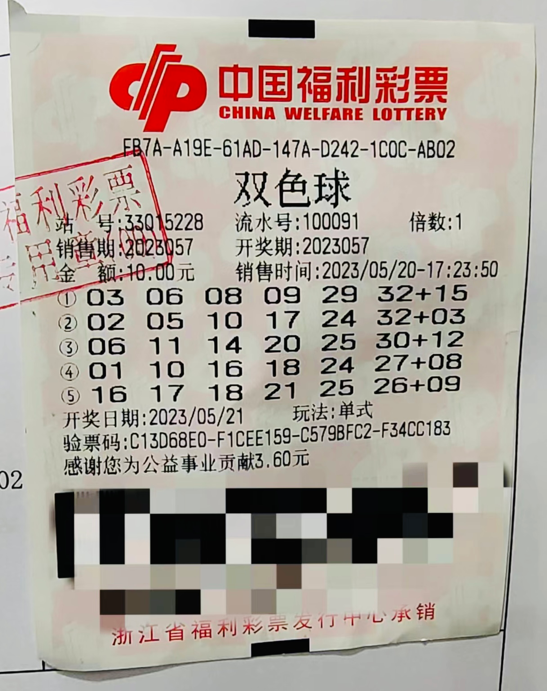 中国福利彩票
CHINA WELFARE LOTTERY
FB7A-A19E-61AD-147A-D242-1C0C-AB02
双色球
福利彩票
站 号:33015228 流水号:100091 倍数:1
销售期:2023057 开奖期:2023057
金 额:10.00元 销售时间:2023/05/20-17:23:50
① 03 06 08 09 29 32+15
② 02 05 10 17 24 32+03
③ 06 11 14 20 25 30+12
④ 01 10 16 18 24 27+08
⑤ 16 17 18 21 25 26+09
开奖日期:2023/05/21 玩法:单式
验票码:C13D68E0-F1CEE159-C579BFC2-F34CC183
感谢您为公益事业贡献3.60元
02
浙江省福利彩票发行中心承销